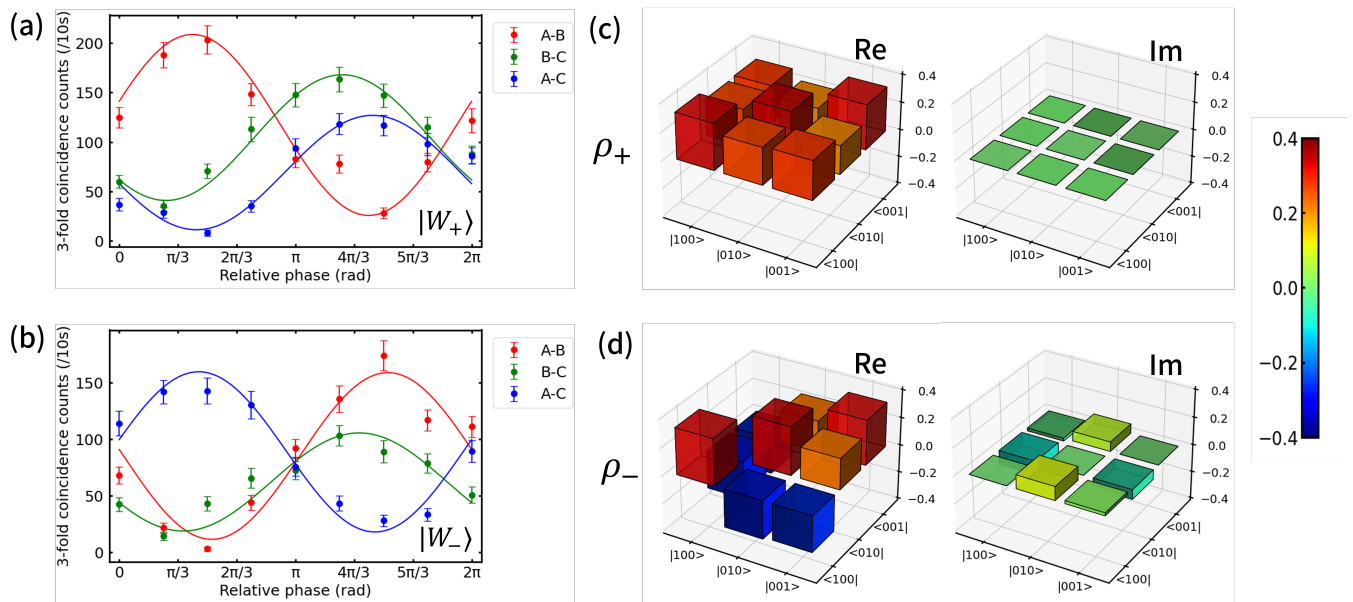 (a)
3-fold coincidence counts (/10s)
200
150
100
50
0
0 π/3 2π/3 π 4π/3 5π/3 2π
Relative phase (rad)
|W₊⟩
A-B
B-C
A-C
(c)
Re
Im
ρ₊
0.4
0.2
0.0
−0.2
−0.4
|100>
|010>
|001>
<001|
<010|
<100|
0.4
0.2
0.0
−0.2
−0.4
|100>
|010>
|001>
<001|
<010|
<100|
(b)
3-fold coincidence counts (/10s)
150
100
50
0
0 π/3 2π/3 π 4π/3 5π/3 2π
Relative phase (rad)
|W₋⟩
A-B
B-C
A-C
(d)
Re
Im
ρ₋
0.4
0.2
0.0
−0.2
−0.4
|100>
|010>
|001>
<001|
<010|
<100|
0.4
0.2
0.0
−0.2
−0.4
|100>
|010>
|001>
<001|
<010|
<100|
0.4
0.2
0.0
−0.2
−0.4